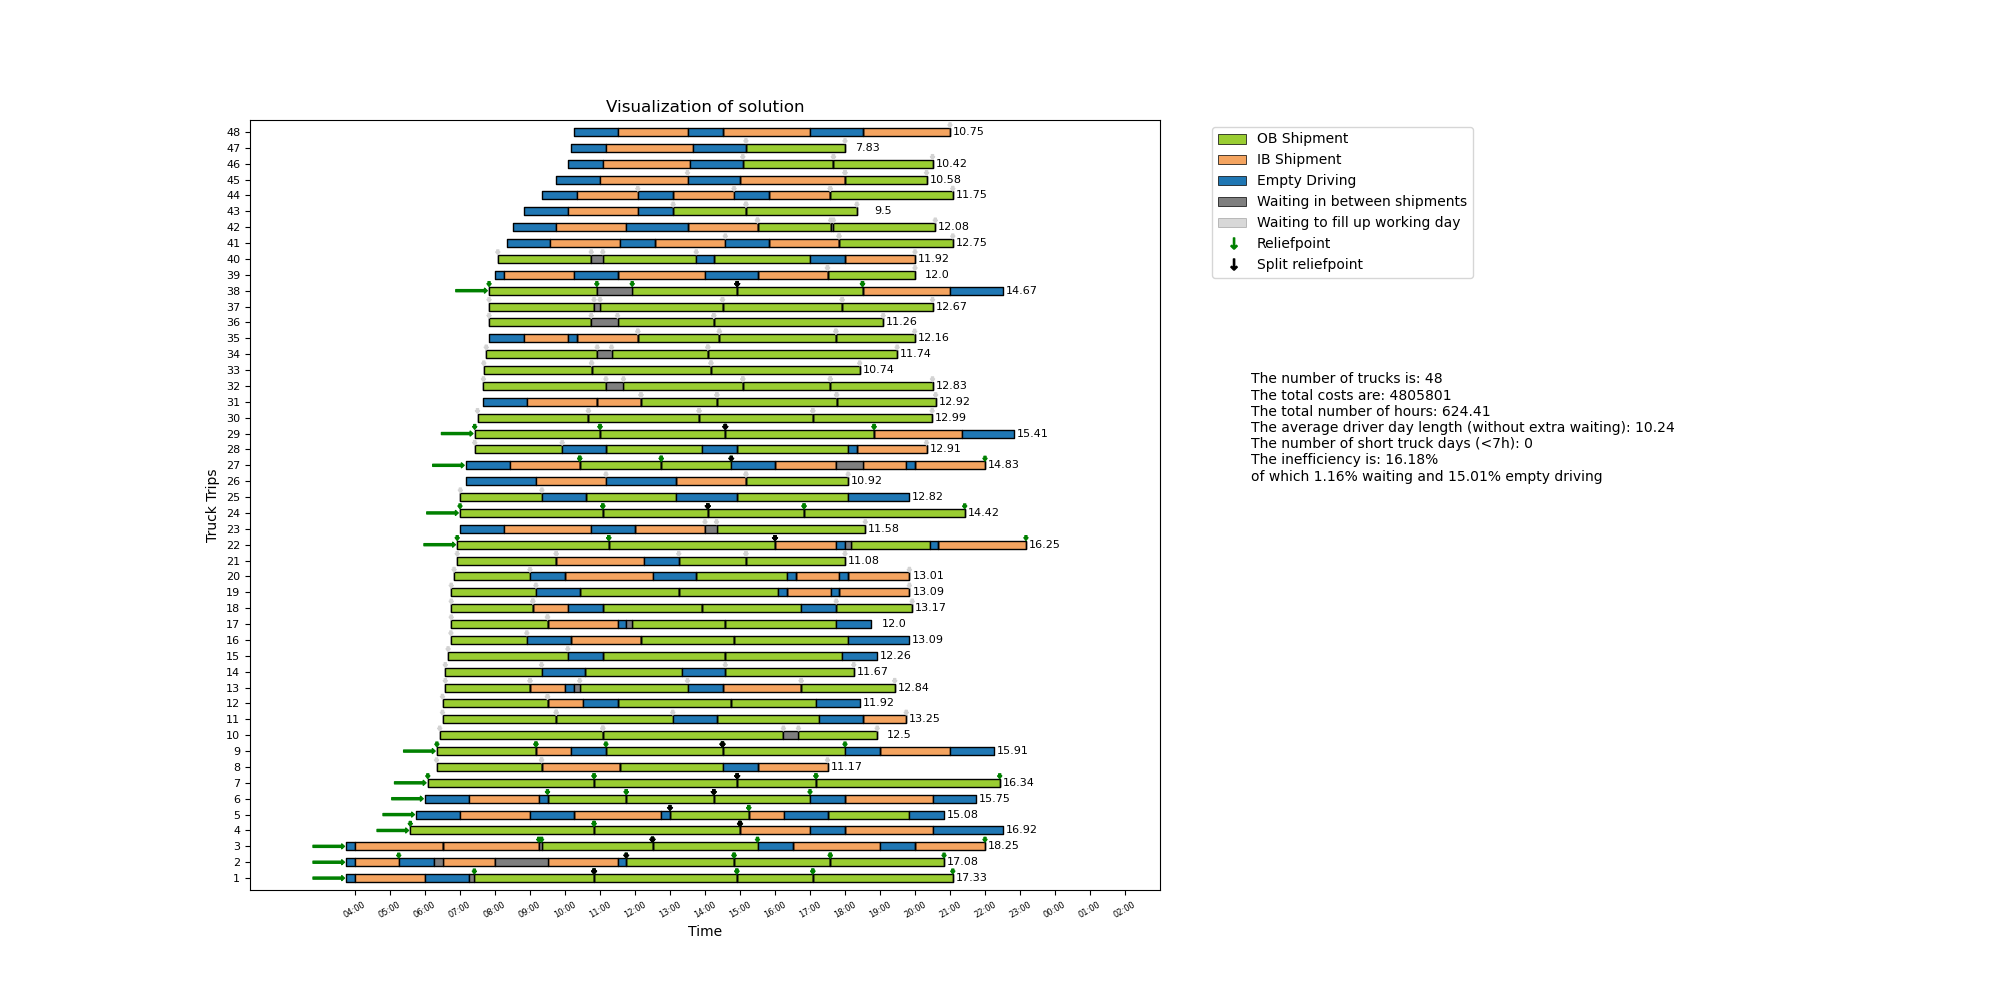 Visualization of solution
48 10.75
47 7.83
46 10.42
45 10.58
44 11.75
43 9.5
42 12.08
41 12.75
40 11.92
39 12.0
38 14.67
37 12.67
36 11.26
35 12.16
34 11.74
33 10.74
32 12.83
31 12.92
30 12.99
29 15.41
28 12.91
27 14.83
26 10.92
25 12.82
24 14.42
23 11.58
22 16.25
21 11.08
20 13.01
19 13.09
18 13.17
17 12.0
16 13.09
15 12.26
14 11.67
13 12.84
12 11.92
11 13.25
10 12.5
9 15.91
8 11.17
7 16.34
6 15.75
5 15.08
4 16.92
3 18.25
2 17.08
1 17.33
Truck Trips
04:00 05:00 06:00 07:00 08:00 09:00 10:00 11:00 12:00 13:00 14:00 15:00 16:00 17:00 18:00 19:00 20:00 21:00 22:00 23:00 00:00 01:00 02:00
Time
OB Shipment
IB Shipment
Empty Driving
Waiting in between shipments
Waiting to fill up working day
Reliefpoint
Split reliefpoint
The number of trucks is: 48
The total costs are: 4805801
The total number of hours: 624.41
The average driver day length (without extra waiting): 10.24
The number of short truck days (<7h): 0
The inefficiency is: 16.18%
of which 1.16% waiting and 15.01% empty driving